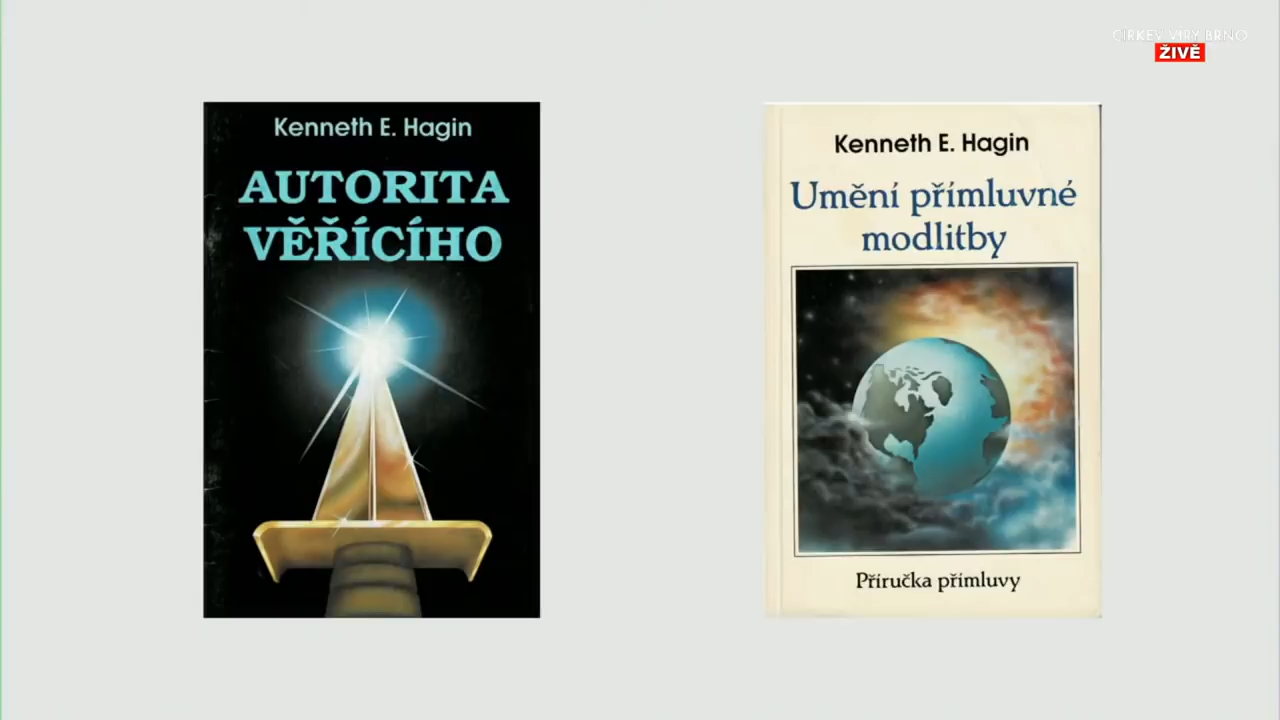 CÍRKEV VÍRY BRNO
ŽIVĚ
Kenneth E. Hagin
AUTORITA
VĚŘÍCÍHO
Kenneth E. Hagin
Umění přímluvné
modlitby
Příručka přímluvy